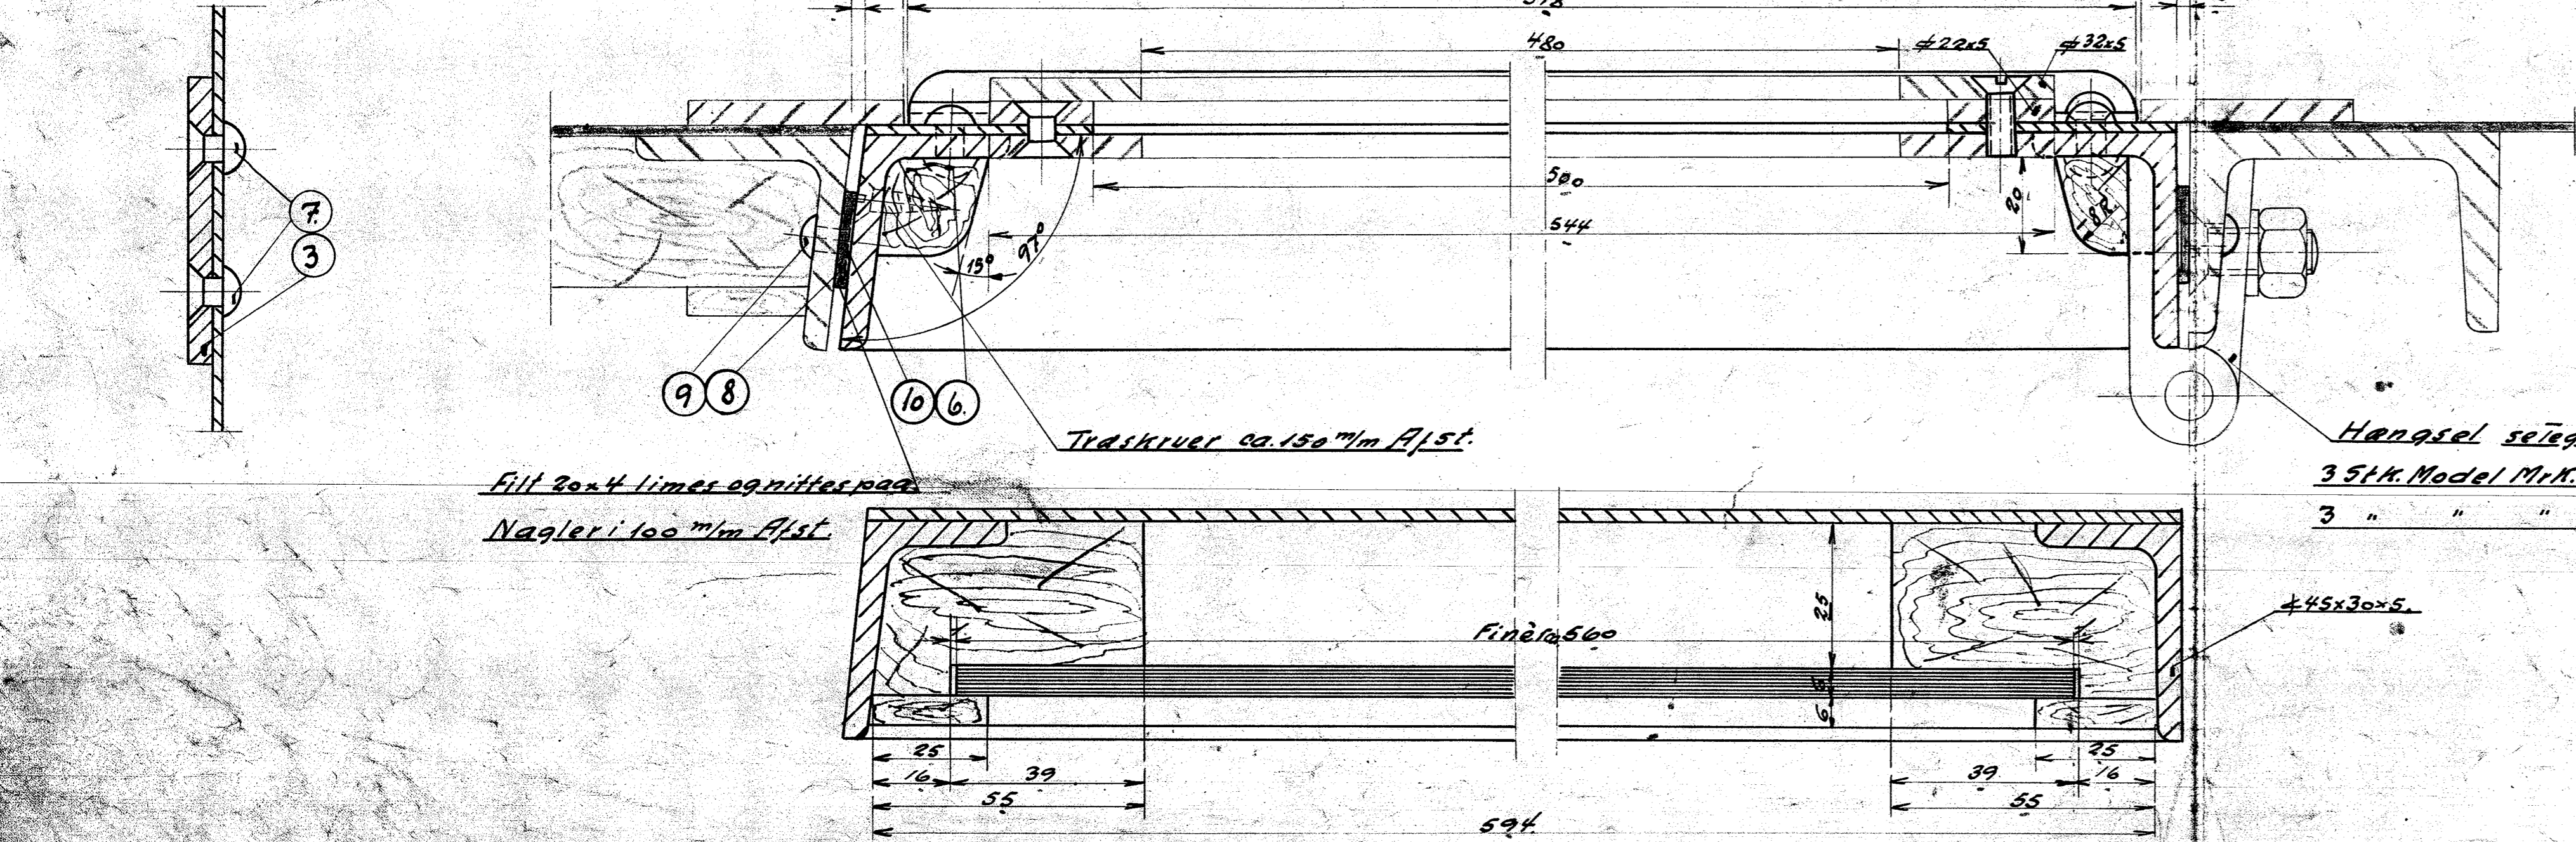 480
⌀22x5
⌀32x5
7.
3
500
20
8R.
544
97°
15°
9
8
10
6.
Træskruer ca. 150 m/m Afst.
Hængsel
Filt 20x4 limes og nittes paa
3 Stk. Model Mrk.
Nagler i 100 m/m Afst.
3 " " "
25
∠45x30x5.
Finèr 560
6
6
25
25
16
39
39
16
55
55
594